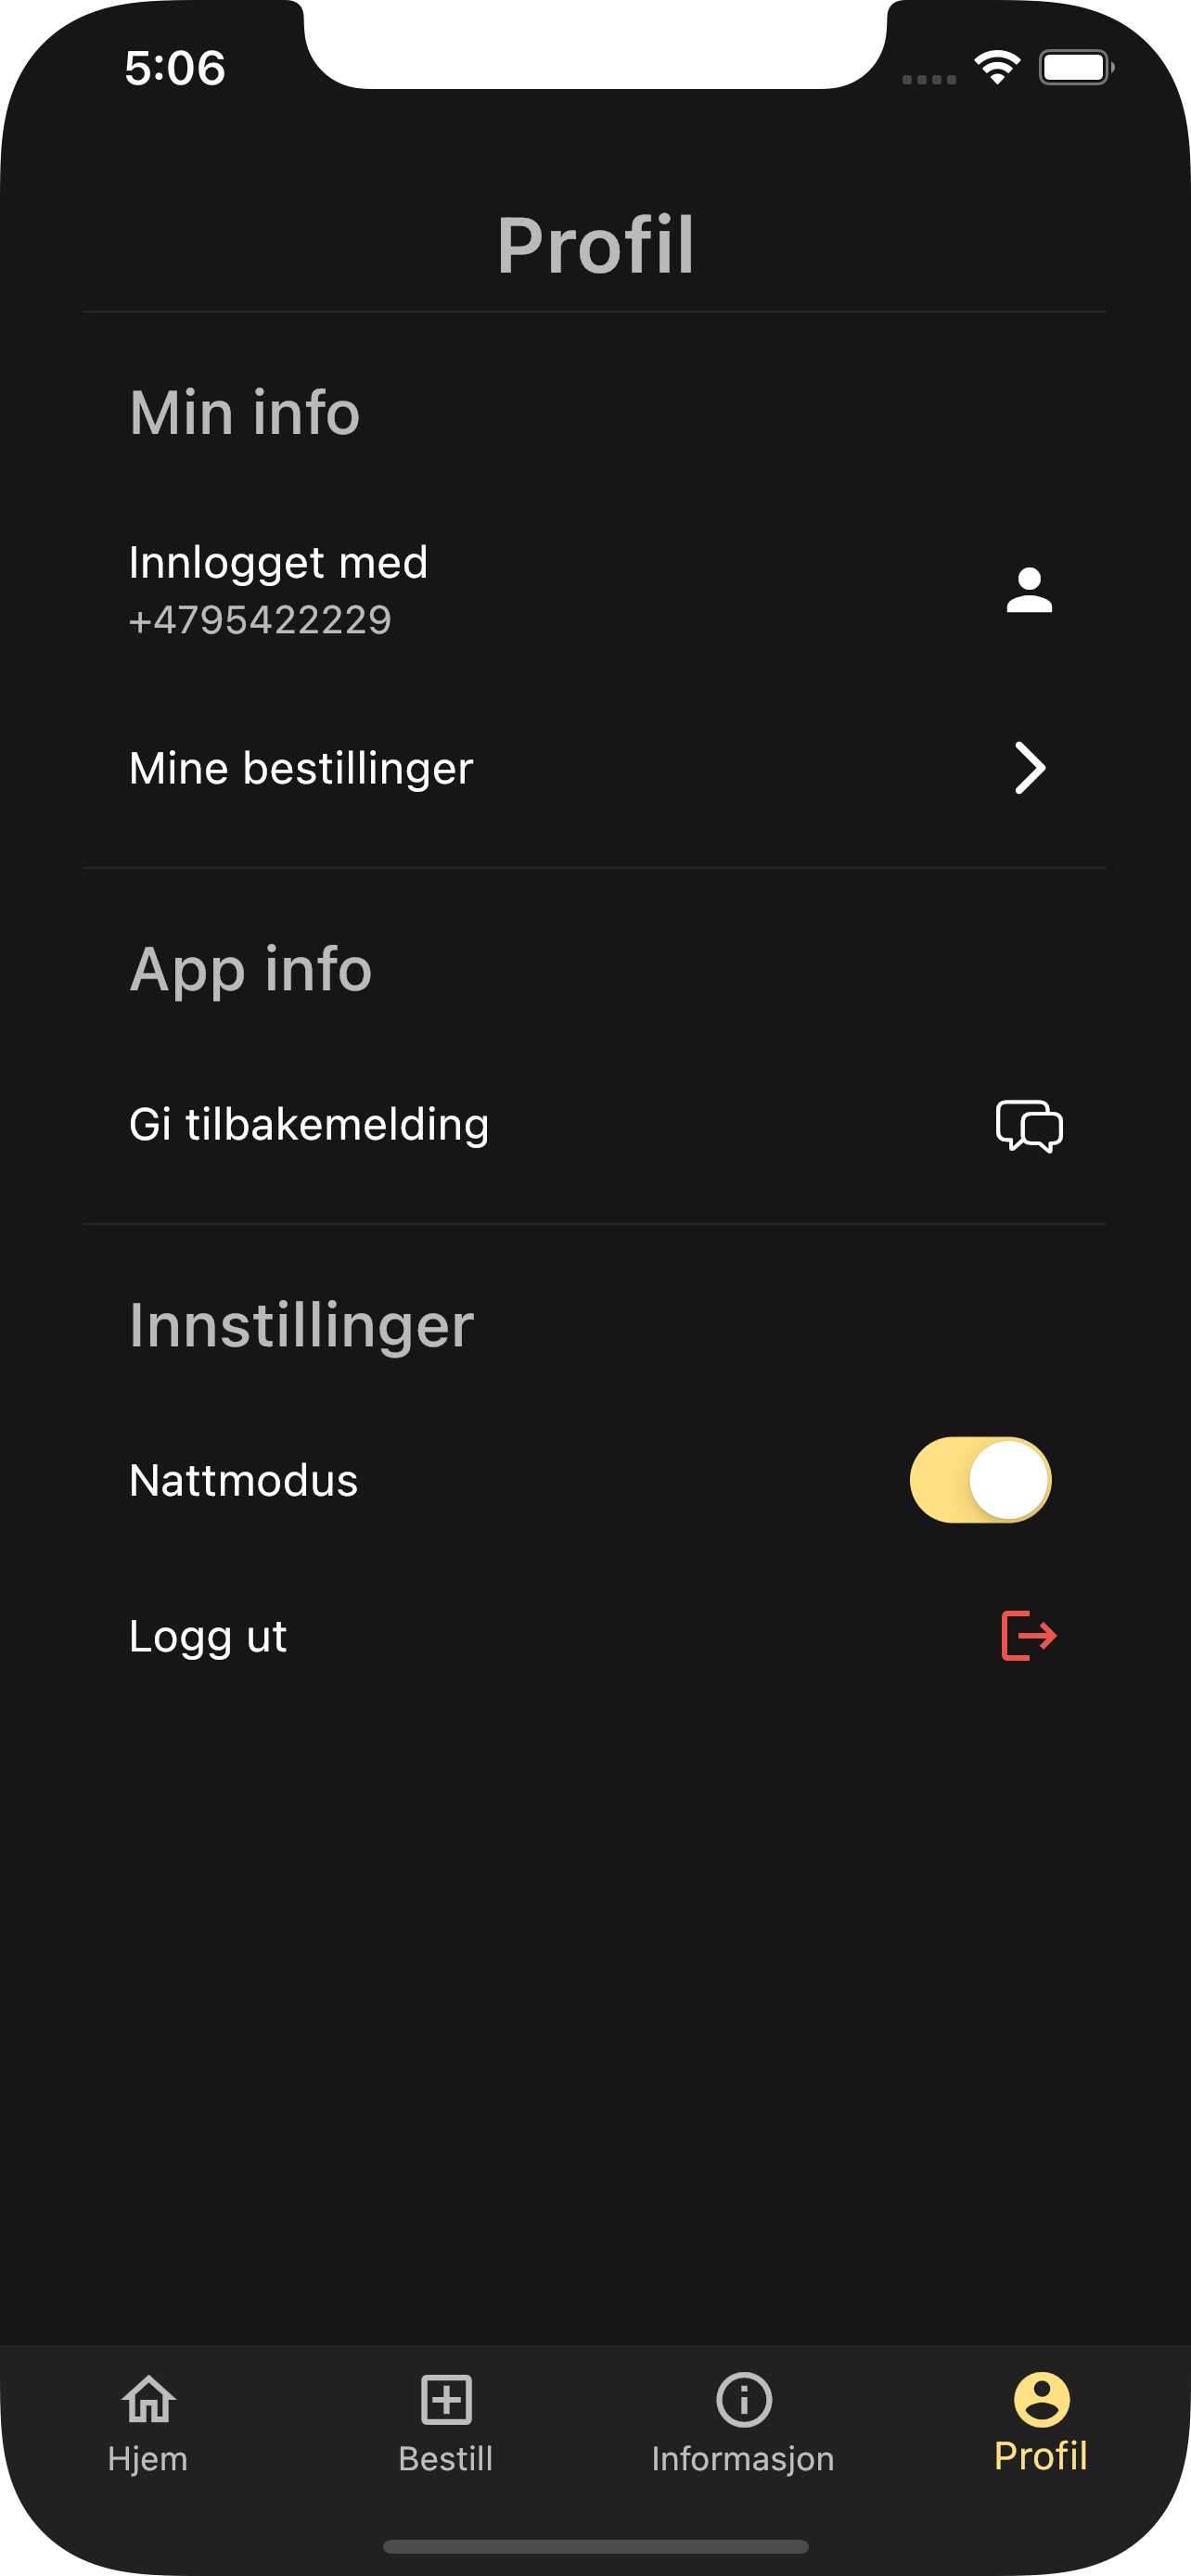 5:06
Profil
Min info
Innlogget med
+4795422229
Mine bestillinger
App info
Gi tilbakemelding
Innstillinger
Nattmodus
Logg ut
Hjem
Bestill
Informasjon
Profil